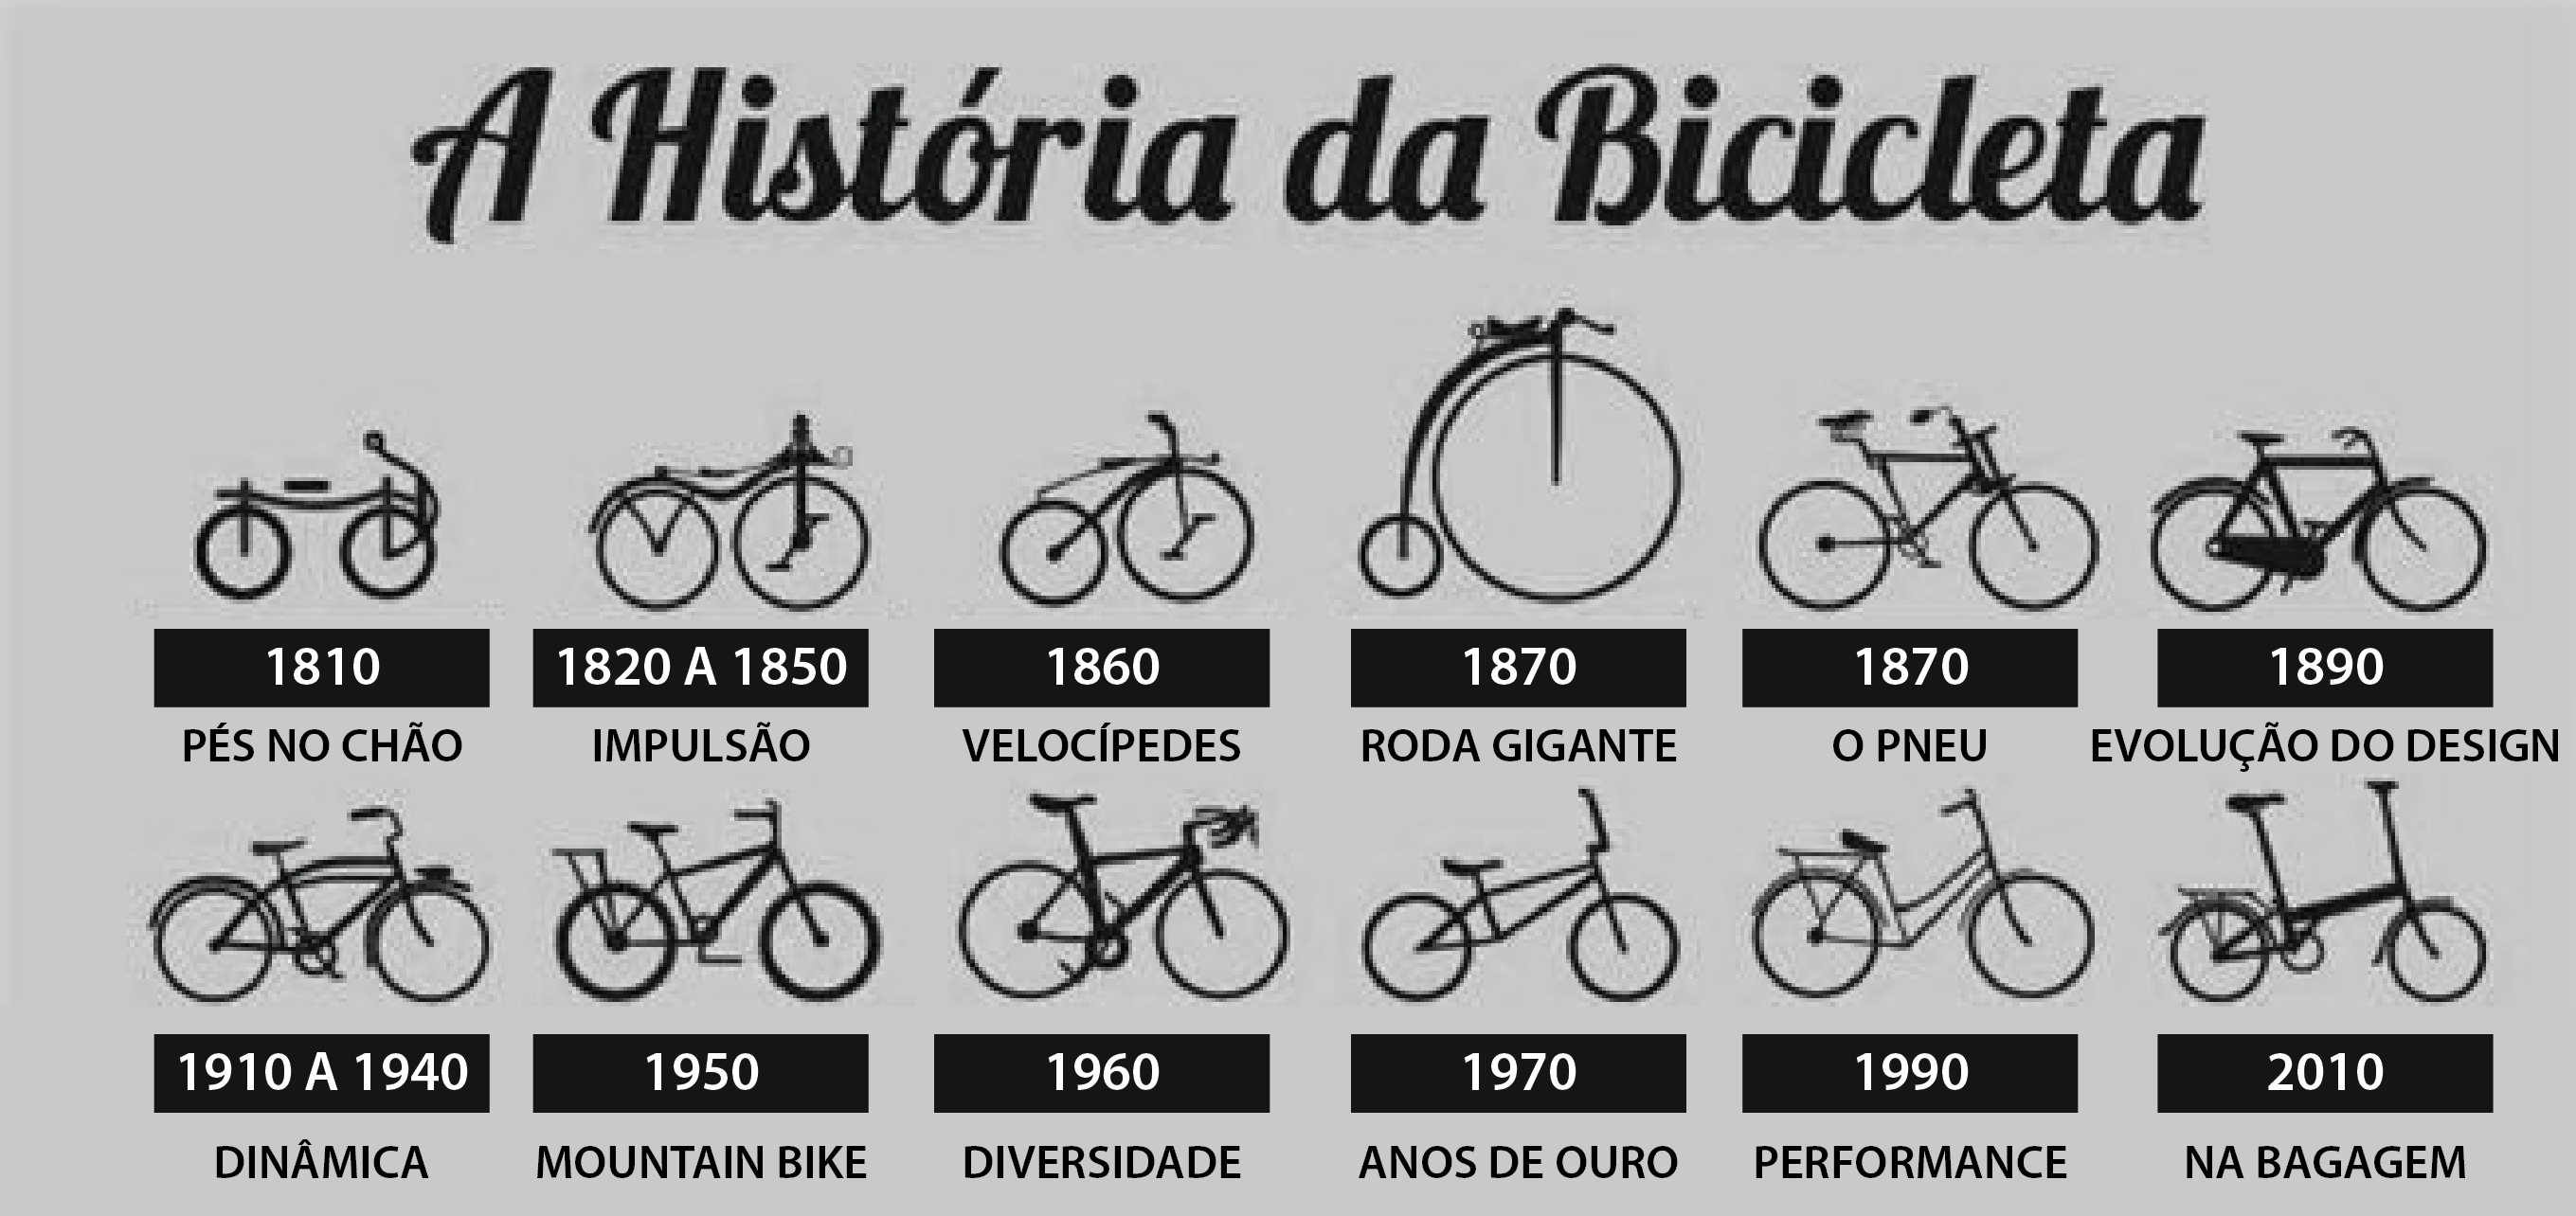 A História da Bicicleta
1810
1820 A 1850
1860
1870
1870
1890
PÉS NO CHÃO
IMPULSÃO
VELOCÍPEDES
RODA GIGANTE
O PNEU
EVOLUÇÃO DO DESIGN
1910 A 1940
1950
1960
1970
1990
2010
DINÂMICA
MOUNTAIN BIKE
DIVERSIDADE
ANOS DE OURO
PERFORMANCE
NA BAGAGEM